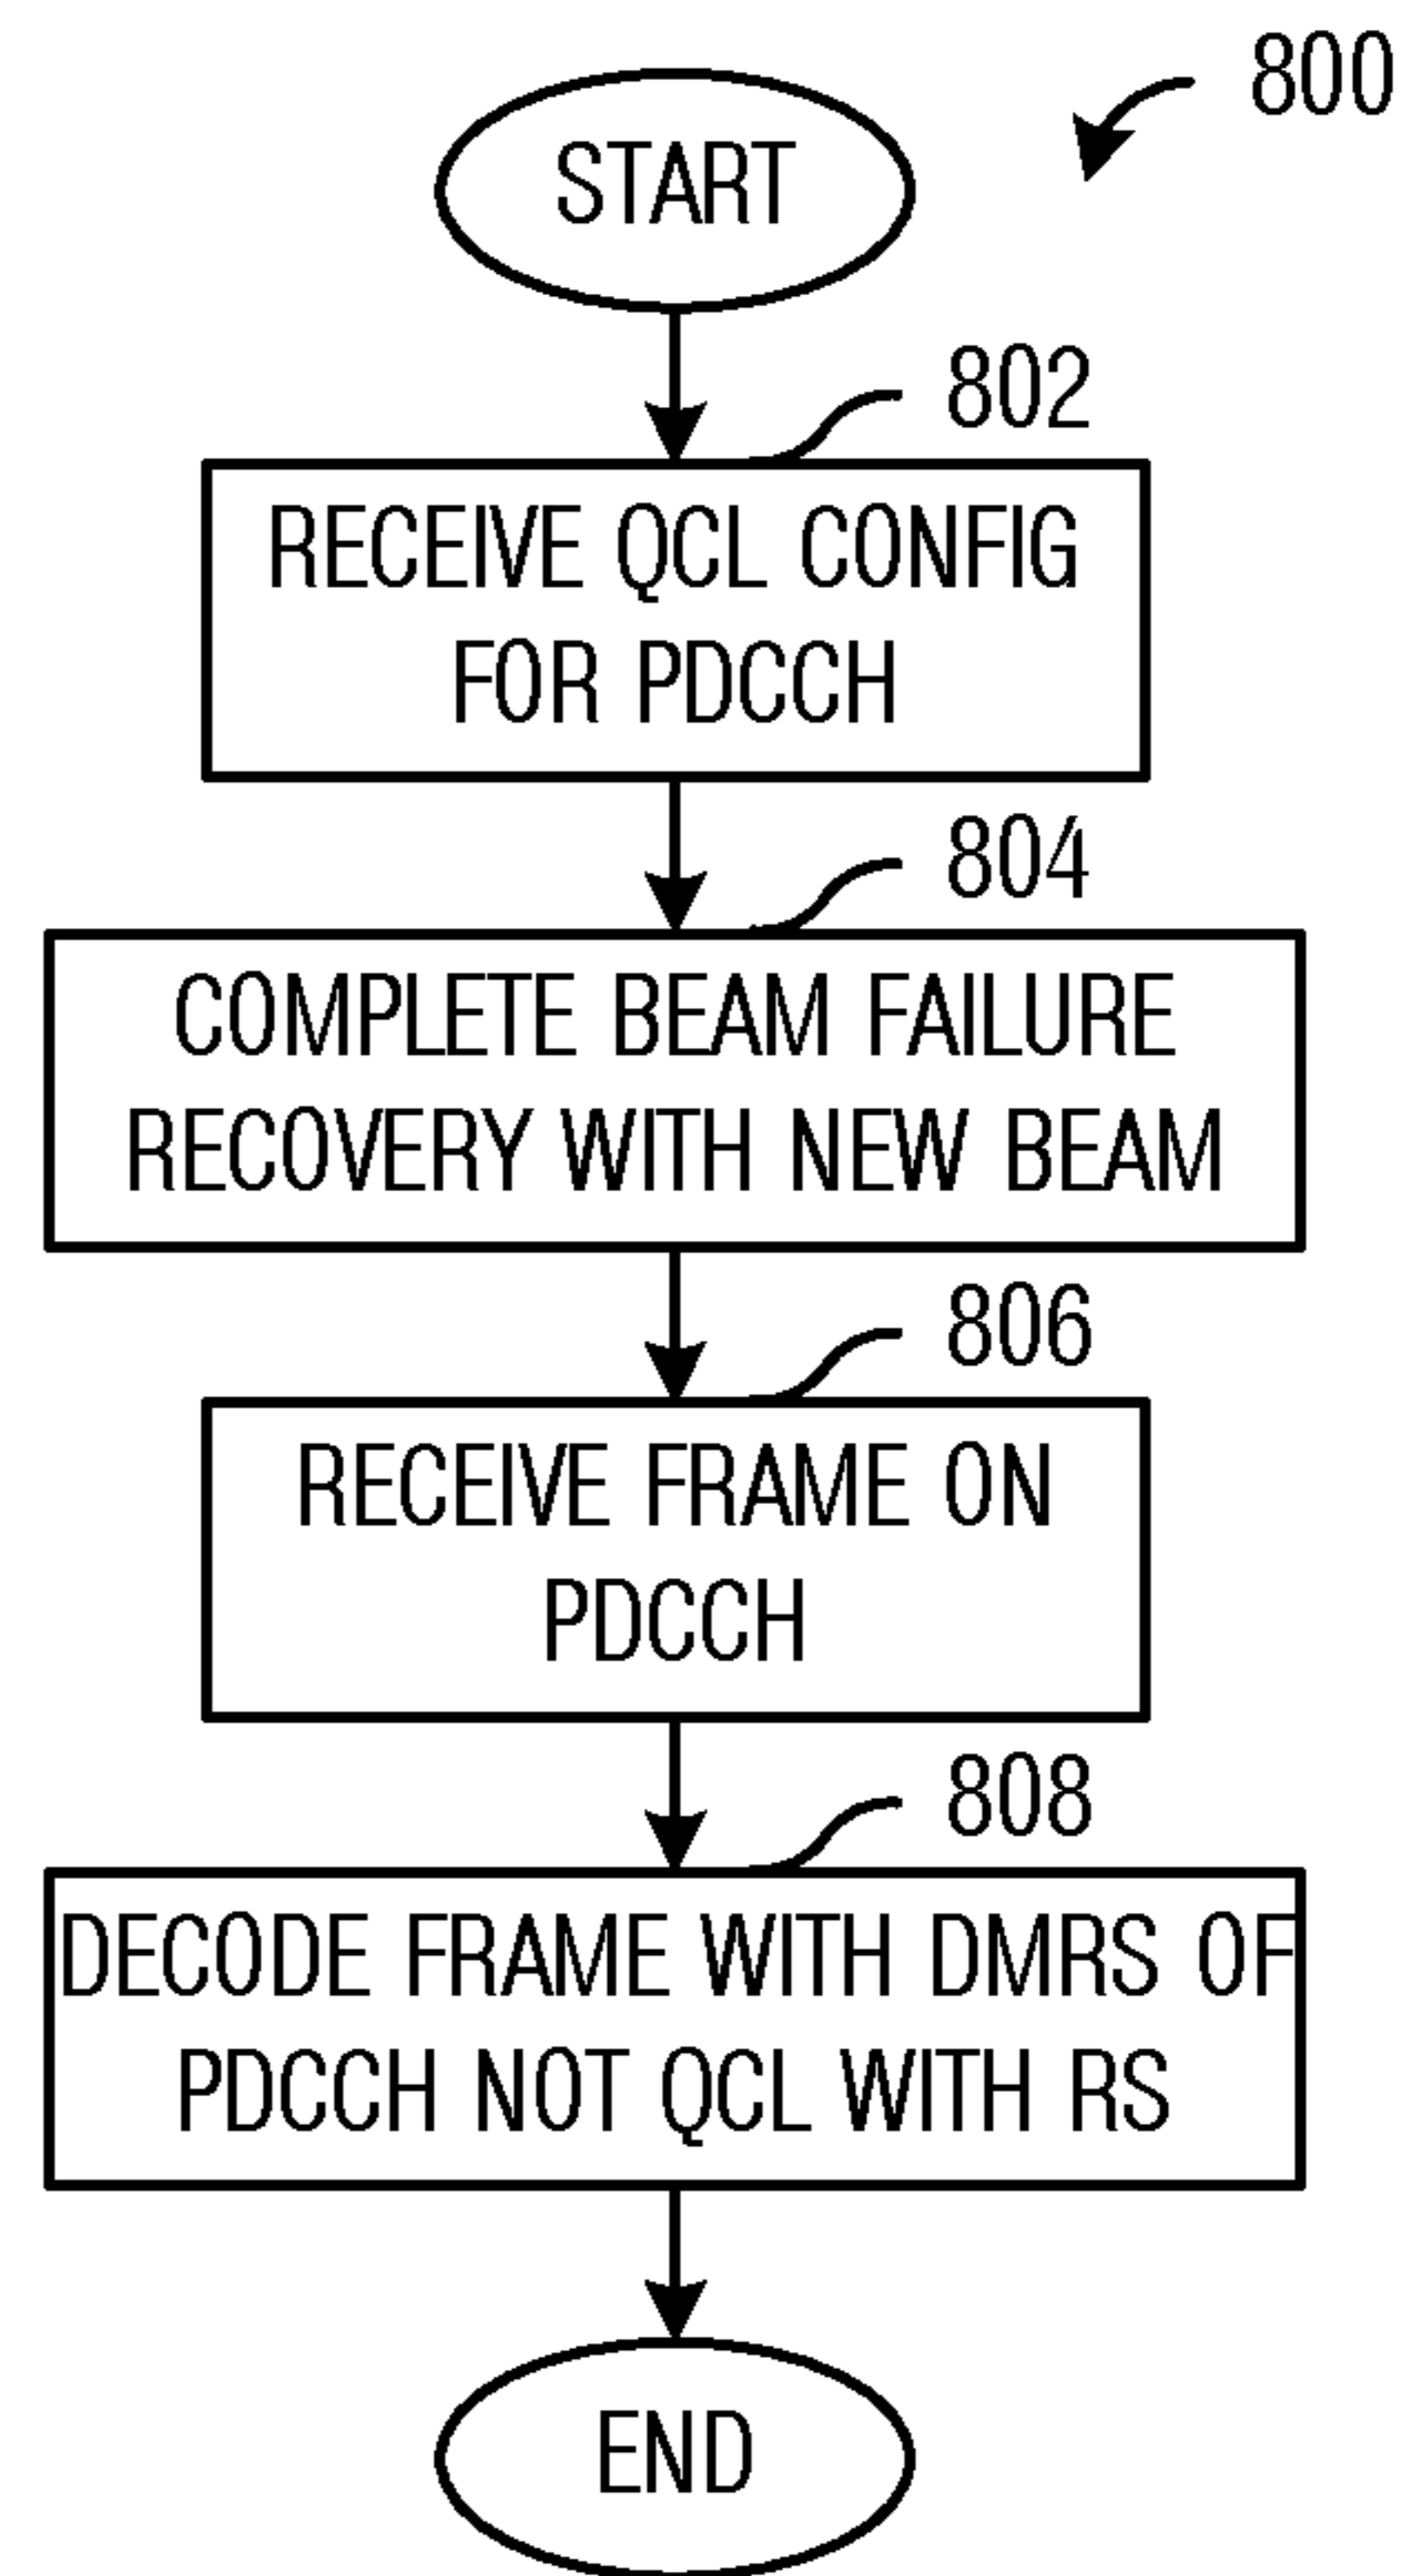 800
START
802
RECEIVE QCL CONFIG
FOR PDCCH
804
COMPLETE BEAM FAILURE
RECOVERY WITH NEW BEAM
806
RECEIVE FRAME ON
PDCCH
808
DECODE FRAME WITH DMRS OF
PDCCH NOT QCL WITH RS
END